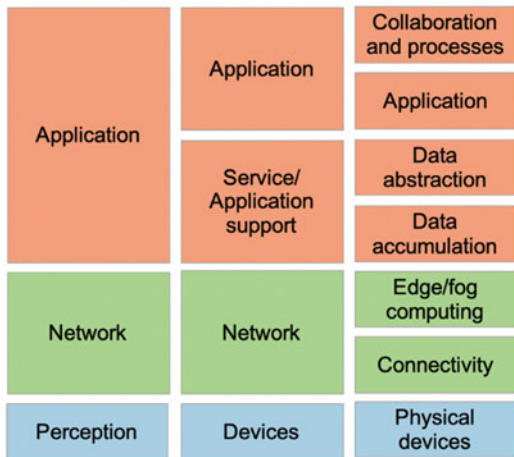 Application
Network
Perception
Application
Service/
Application
support
Network
Devices
Collaboration
and processes
Application
Data
abstraction
Data
accumulation
Edge/fog
computing
Connectivity
Physical
devices